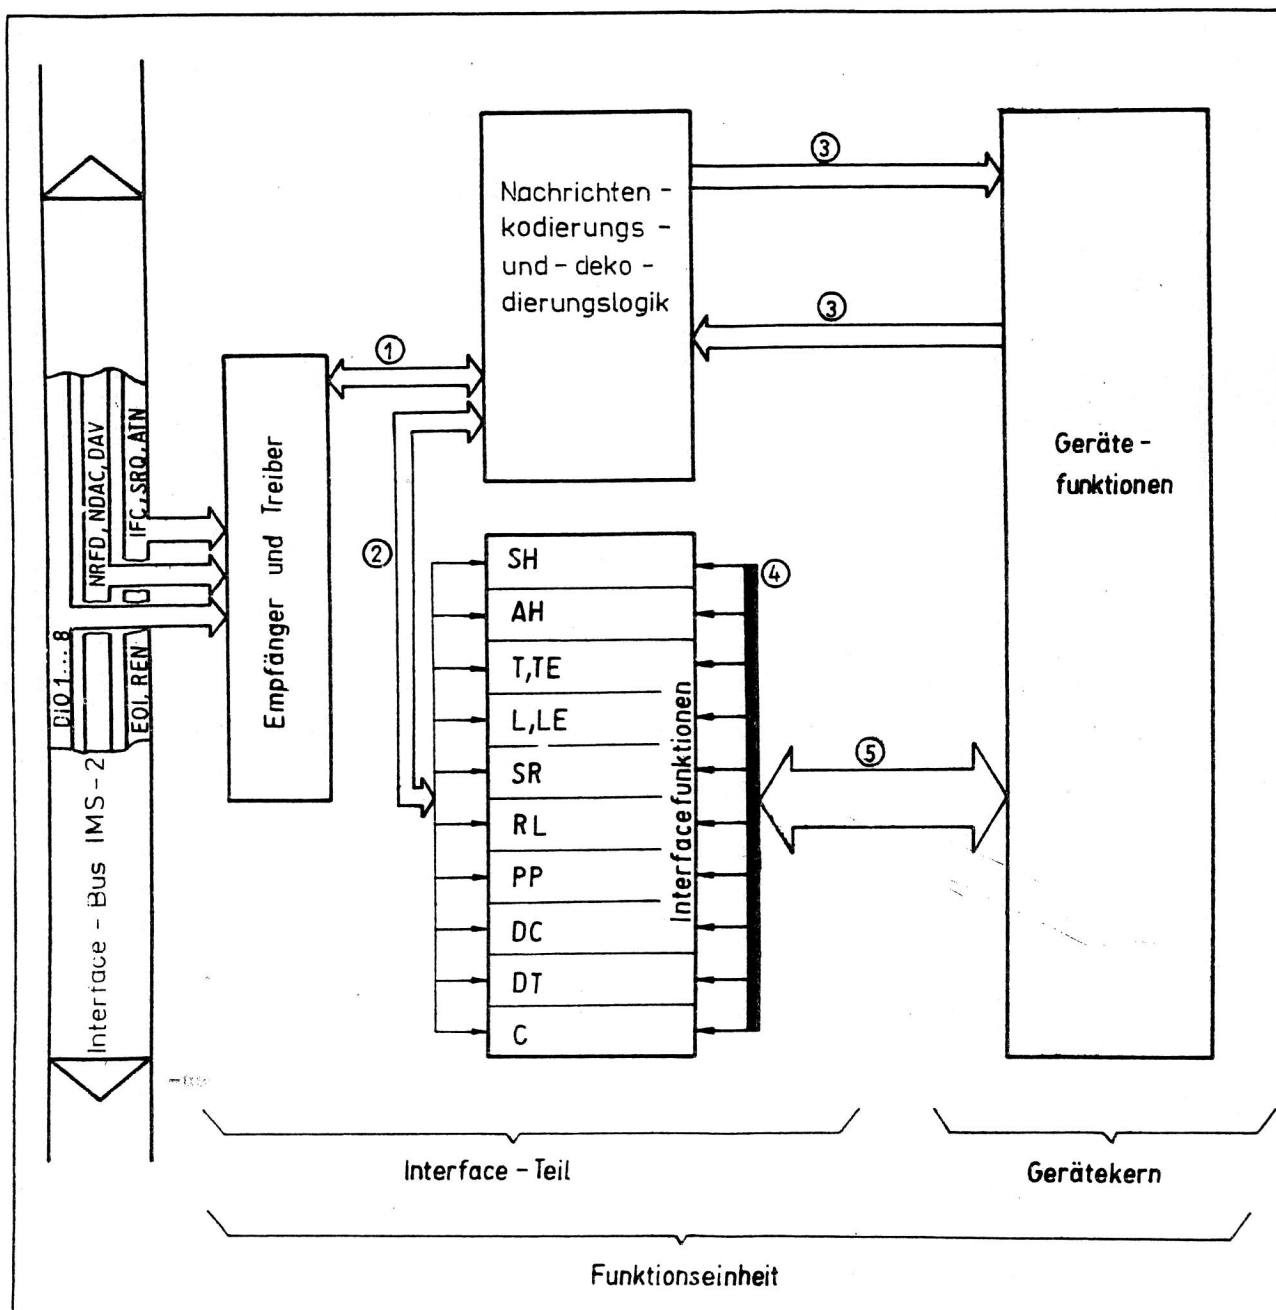 Interface - Bus IMS-2
DiO 1...8
NRFD, NDAC, DAV
IFC, SRQ, ATN
EOI, REN
Empfänger und Treiber
①
②
Nachrichten -
kodierungs -
und - deko -
dierungslogik
③
③
Geräte -
funktionen
SH
AH
T,TE
L,LE
SR
RL
PP
DC
DT
C
Interfacefunktionen
④
⑤
Interface - Teil
Gerätekern
Funktionseinheit